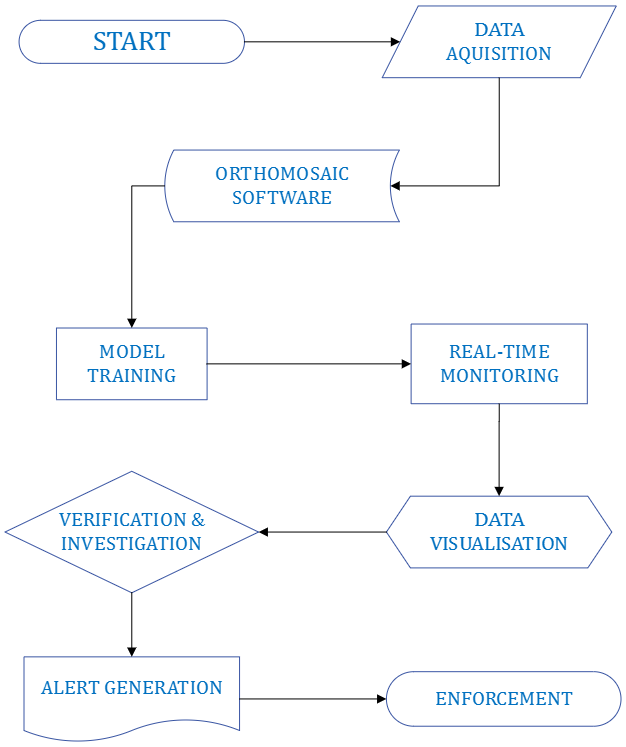 START
DATA
AQUISITION
ORTHOMOSAIC
SOFTWARE
MODEL
TRAINING
REAL-TIME
MONITORING
VERIFICATION &
INVESTIGATION
DATA
VISUALISATION
ALERT GENERATION
ENFORCEMENT